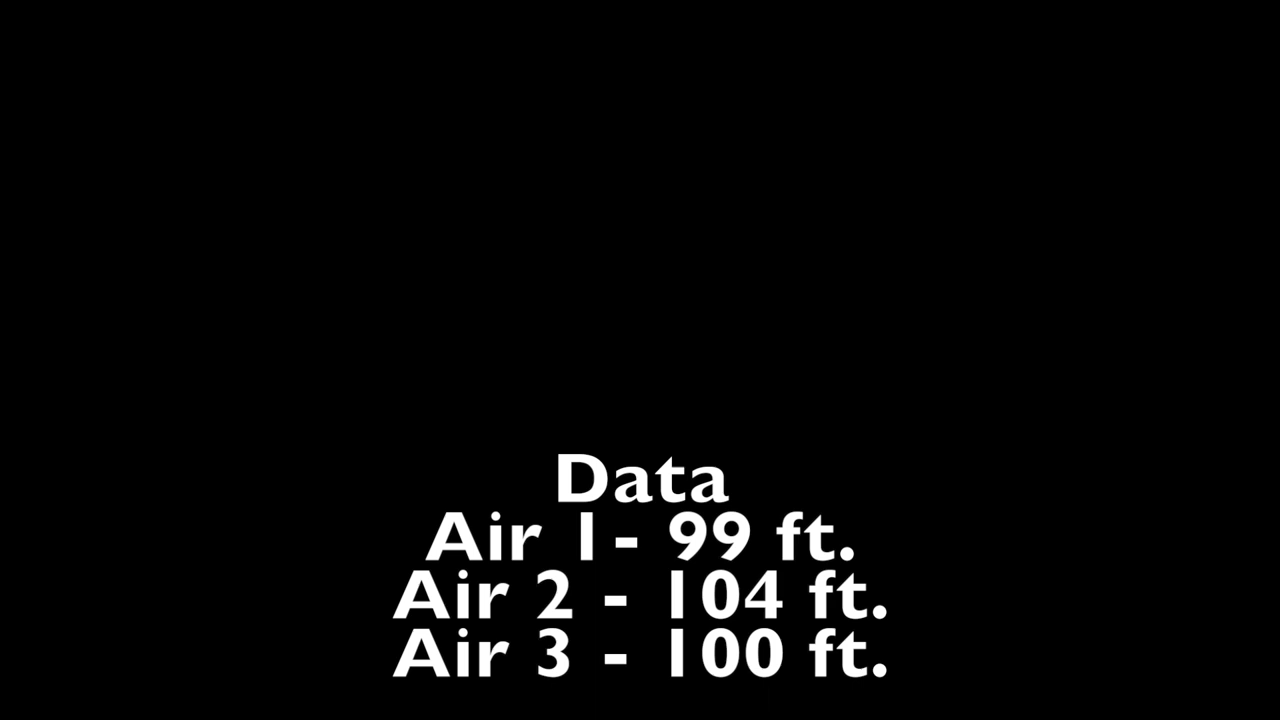 Data
Air 1- 99 ft.
Air 2 - 104 ft.
Air 3 - 100 ft.